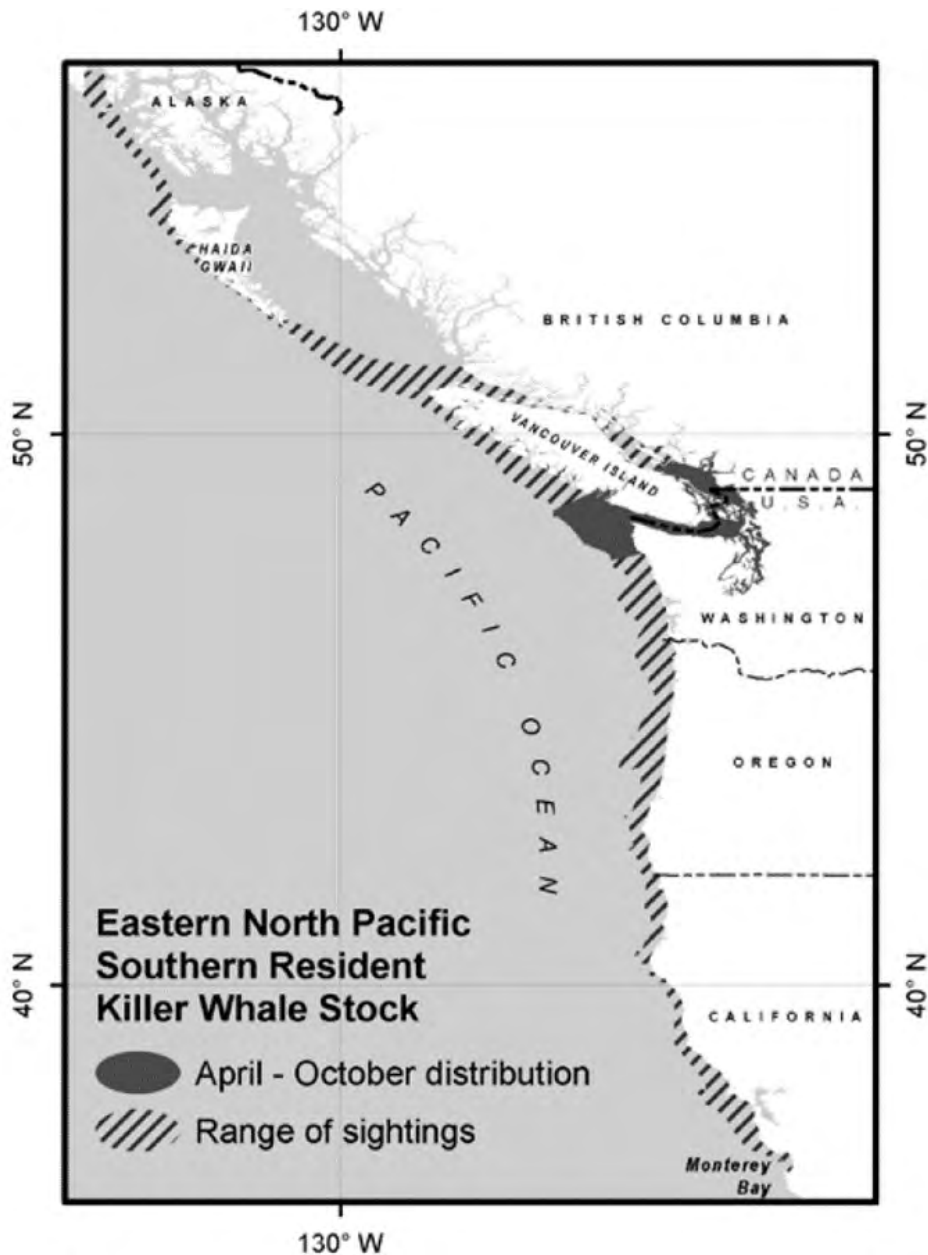 130° W
ALASKA
HAIDA
GWAII
BRITISH COLUMBIA
50° N
50° N
VANCOUVER ISLAND
CANADA
U.S.A.
PACIFIC OCEAN
WASHINGTON
OREGON
Eastern North Pacific
Southern Resident
Killer Whale Stock
40° N
40° N
CALIFORNIA
April - October distribution
Range of sightings
Monterey
Bay
130° W